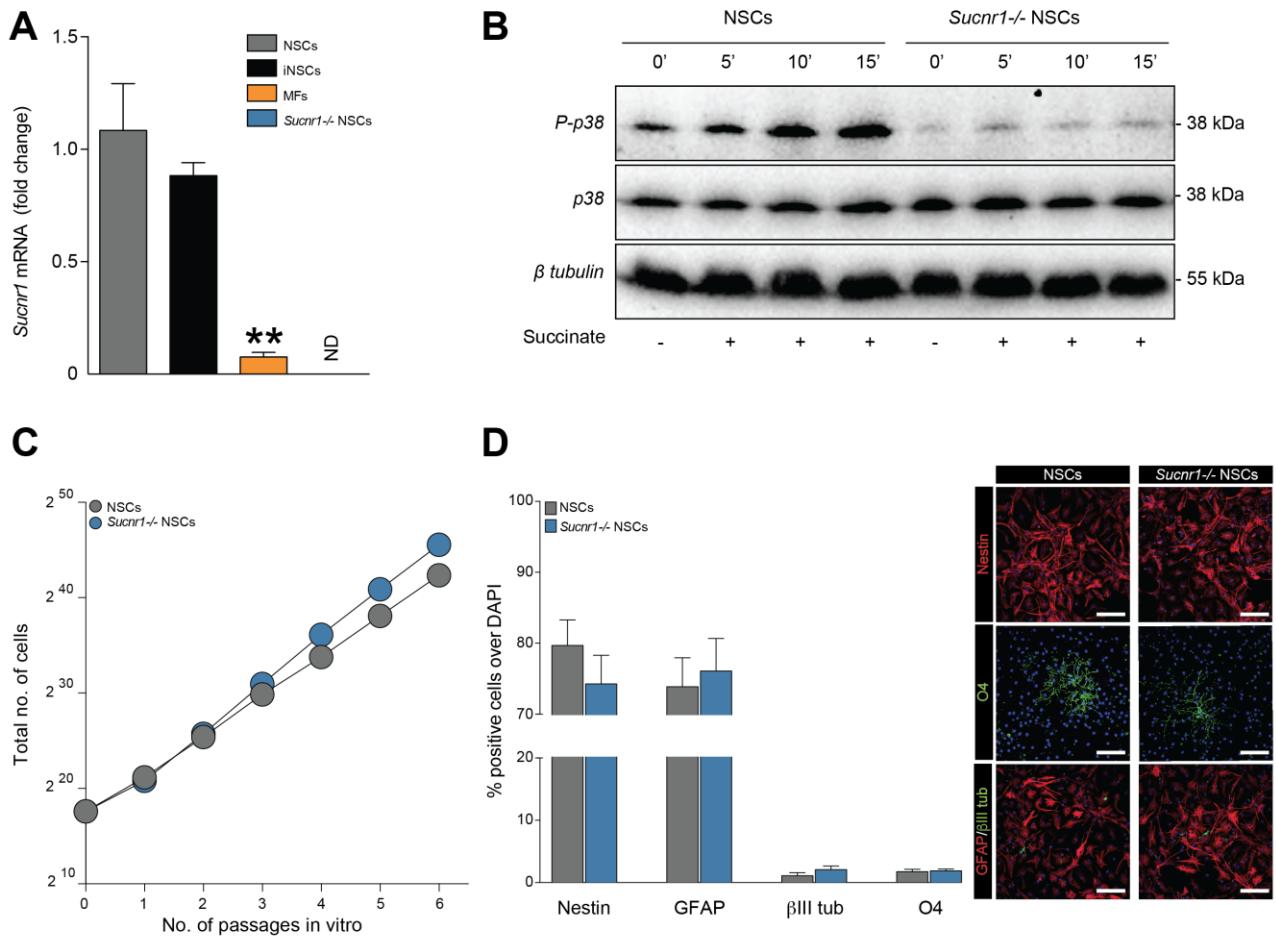 A
1.5
1.0
0.5
0
Sucnr1 mRNA (fold change)
NSCs
iNSCs
MFs
Sucnr1-/- NSCs
**
ND
B
NSCs Sucnr1-/- NSCs
0' 5' 10' 15' 0' 5' 10' 15'
P-p38 - 38 kDa
p38 - 38 kDa
β tubulin - 55 kDa
Succinate - + + + - + + +
C
NSCs
Sucnr1-/- NSCs
Total no. of cells
2 50
2 40
2 30
2 20
2 10
0 1 2 3 4 5 6
No. of passages in vitro
D
NSCs
Sucnr1-/- NSCs
% positive cells over DAPI
100
90
80
70
20
10
0
Nestin GFAP βIII tub O4
NSCs Sucnr1-/- NSCs
Nestin
O4
GFAP/βIII tub